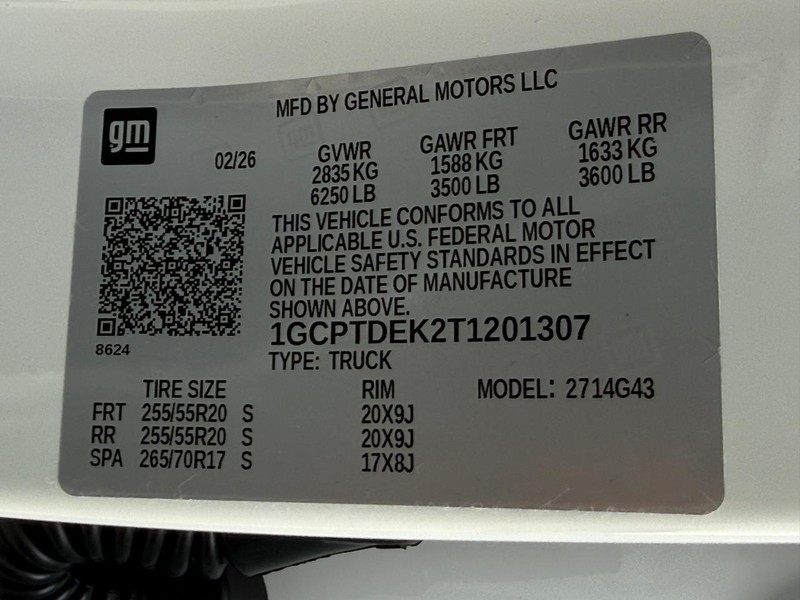 MFD BY GENERAL MOTORS LLC
gm
02/26
GVWR GAWR FRT GAWR RR
2835 KG 1588 KG 1633 KG
6250 LB 3500 LB 3600 LB
THIS VEHICLE CONFORMS TO ALL
APPLICABLE U.S. FEDERAL MOTOR
VEHICLE SAFETY STANDARDS IN EFFECT
ON THE DATE OF MANUFACTURE
SHOWN ABOVE.
1GCPTDEK2T1201307
8624
TYPE: TRUCK
TIRE SIZE RIM MODEL: 2714G43
FRT 255/55R20 S 20X9J
RR 255/55R20 S 20X9J
SPA 265/70R17 S 17X8J